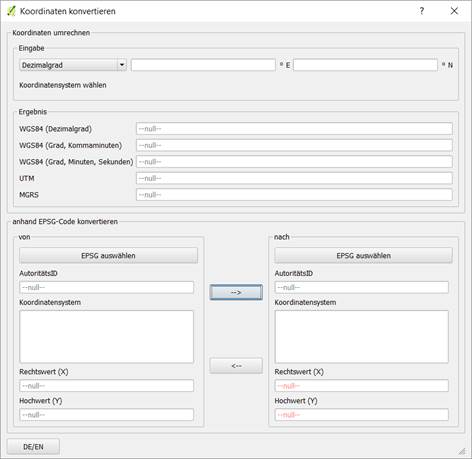 Koordinaten konvertieren ? ×
Koordinaten umrechnen
Eingabe
Dezimalgrad º E º N
Koordinatensystem wählen
Ergebnis
WGS84 (Dezimalgrad) --null--
WGS84 (Grad, Kommaminuten) --null--
WGS84 (Grad, Minuten, Sekunden) --null--
UTM --null--
MGRS --null--
anhand EPSG-Code konvertieren
von
EPSG auswählen
AutoritätsID
--null--
Koordinatensystem
Rechtswert (X)
--null--
Hochwert (Y)
--null--
-->
<--
nach
EPSG auswählen
AutoritätsID
--null--
Koordinatensystem
Rechtswert (X)
--null--
Hochwert (Y)
--null--
DE/EN